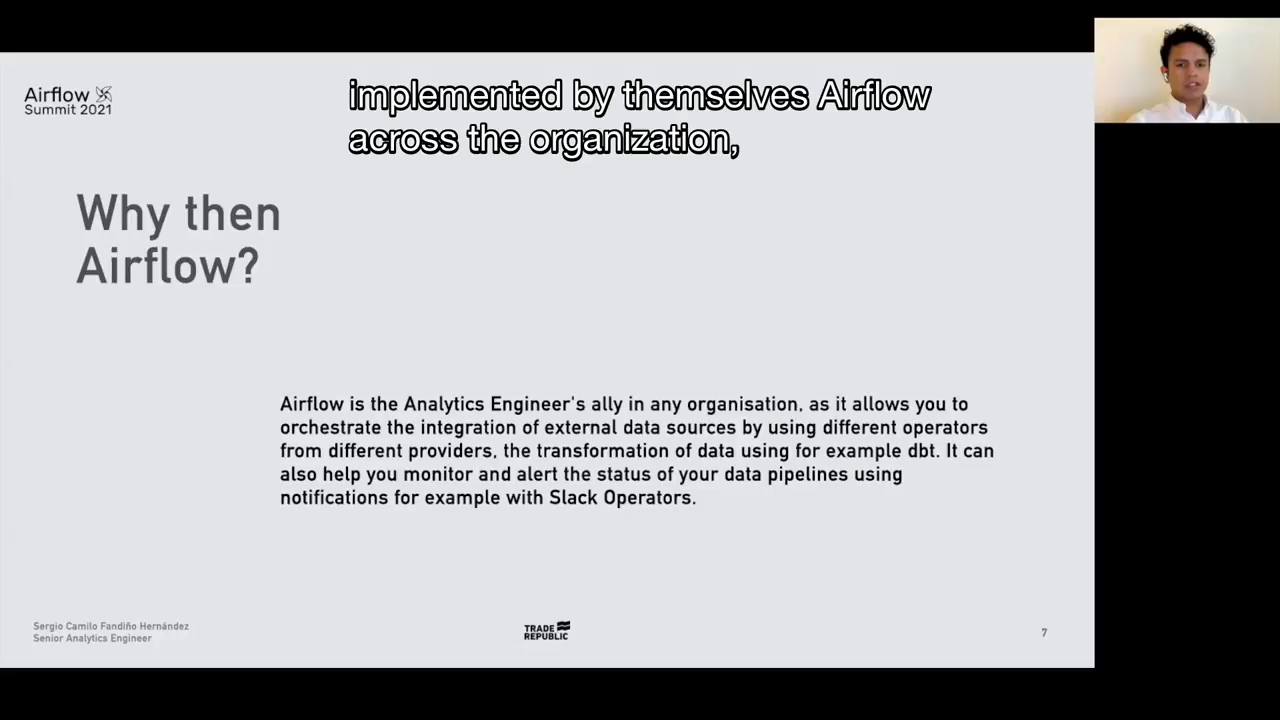 Airflow
Summit 2021
implemented by themselves Airflow
across the organization,
Why then
Airflow?
Airflow is the Analytics Engineer's ally in any organisation, as it allows you to
orchestrate the integration of external data sources by using different operators
from different providers, the transformation of data using for example dbt. It can
also help you monitor and alert the status of your data pipelines using
notifications for example with Slack Operators.
Sergio Camilo Fandiño Hernández
Senior Analytics Engineer
TRADE
REPUBLIC
7